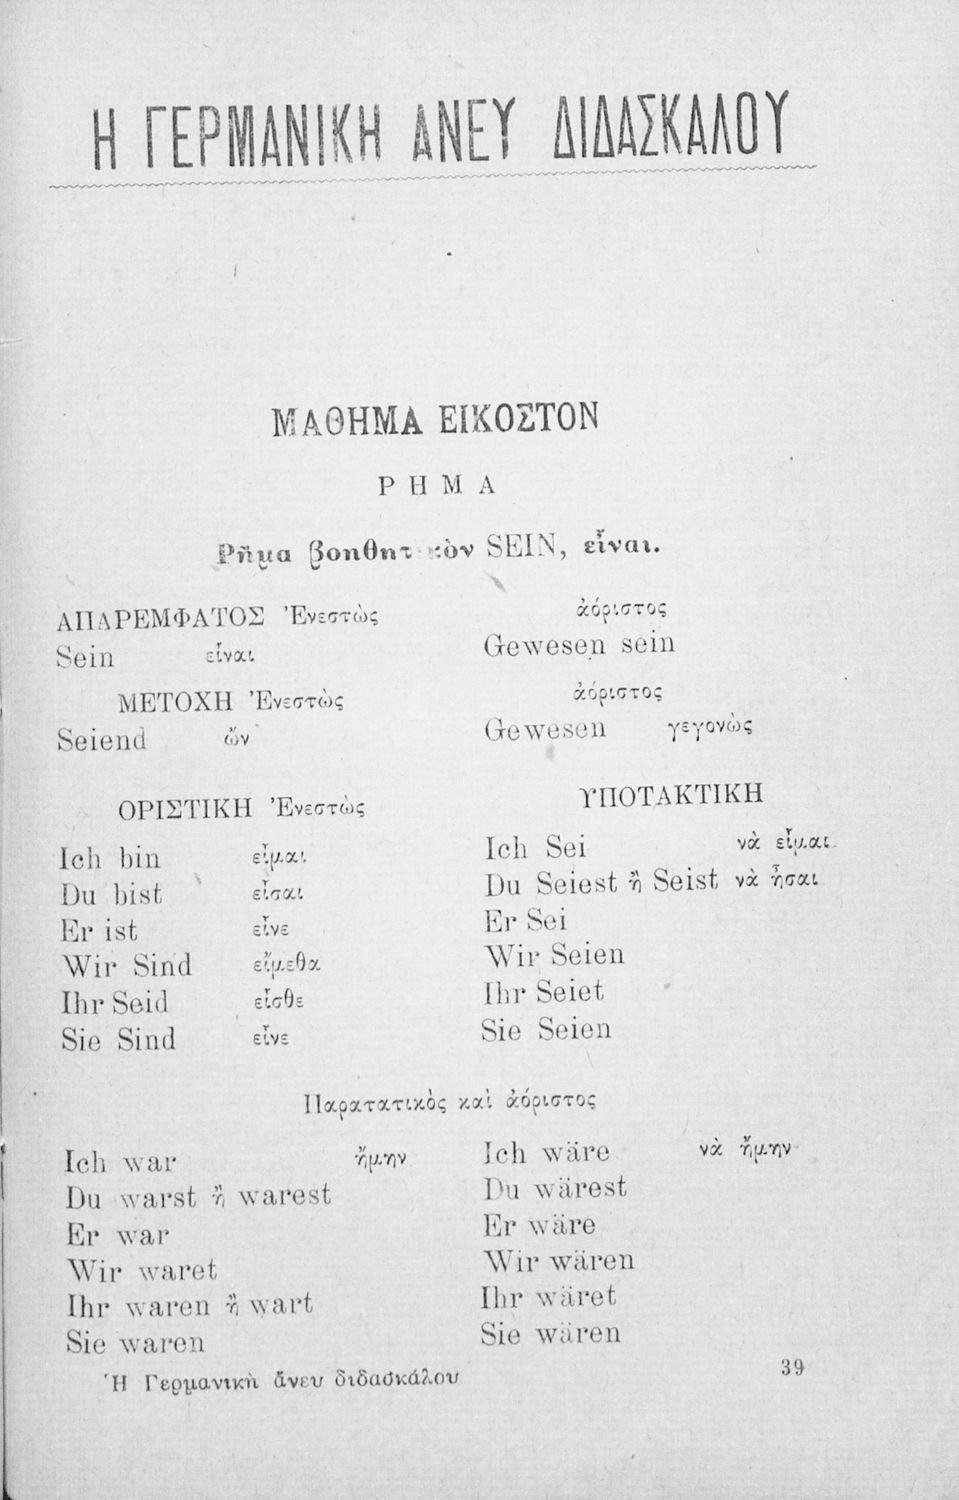 Η ΓΕΡΜΑΝΙΚΗ ΑΝΕΥ ΔΙΔΑΣΚΑΛΟΥ
ΜΑΘΗΜΑ ΕΙΚΟΣΤΟΝ
ΡΗΜΑ
Ρῆμα βοηθητικὸν SEIN, εἶναι.
ΑΠΑΡΕΜΦΑΤΟΣ Ἐνεστὼς
Sein εἶναι
ΜΕΤΟΧΗ Ἐνεστὼς
Seiend ὤν
ἀόριστος
Gewesen sein
ἀόριστος
Gewesen γεγονὼς
ΟΡΙΣΤΙΚΗ Ἐνεστὼς
Ich bin εἶμαι
Du bist εἶσαι
Er ist εἶνε
Wir Sind εἴμεθα
Ihr Seid εἶσθε
Sie Sind εἶνε
ΥΠΟΤΑΚΤΙΚΗ
Ich Sei νὰ εἶμαι
Du Seiest ἢ Seist νὰ ἦσαι
Er Sei
Wir Seien
Ihr Seiet
Sie Seien
Παρατατικὸς καὶ ἀόριστος
Ich war ἤμην
Du warst ἢ warest
Er war
Wir waret
Ihr waren ἢ wart
Sie waren
Ich wäre νὰ ἤμην
Du wärest
Er wäre
Wir wären
Ihr wäret
Sie wären
Ἡ Γερμανικὴ ἄνευ διδασκάλου 39